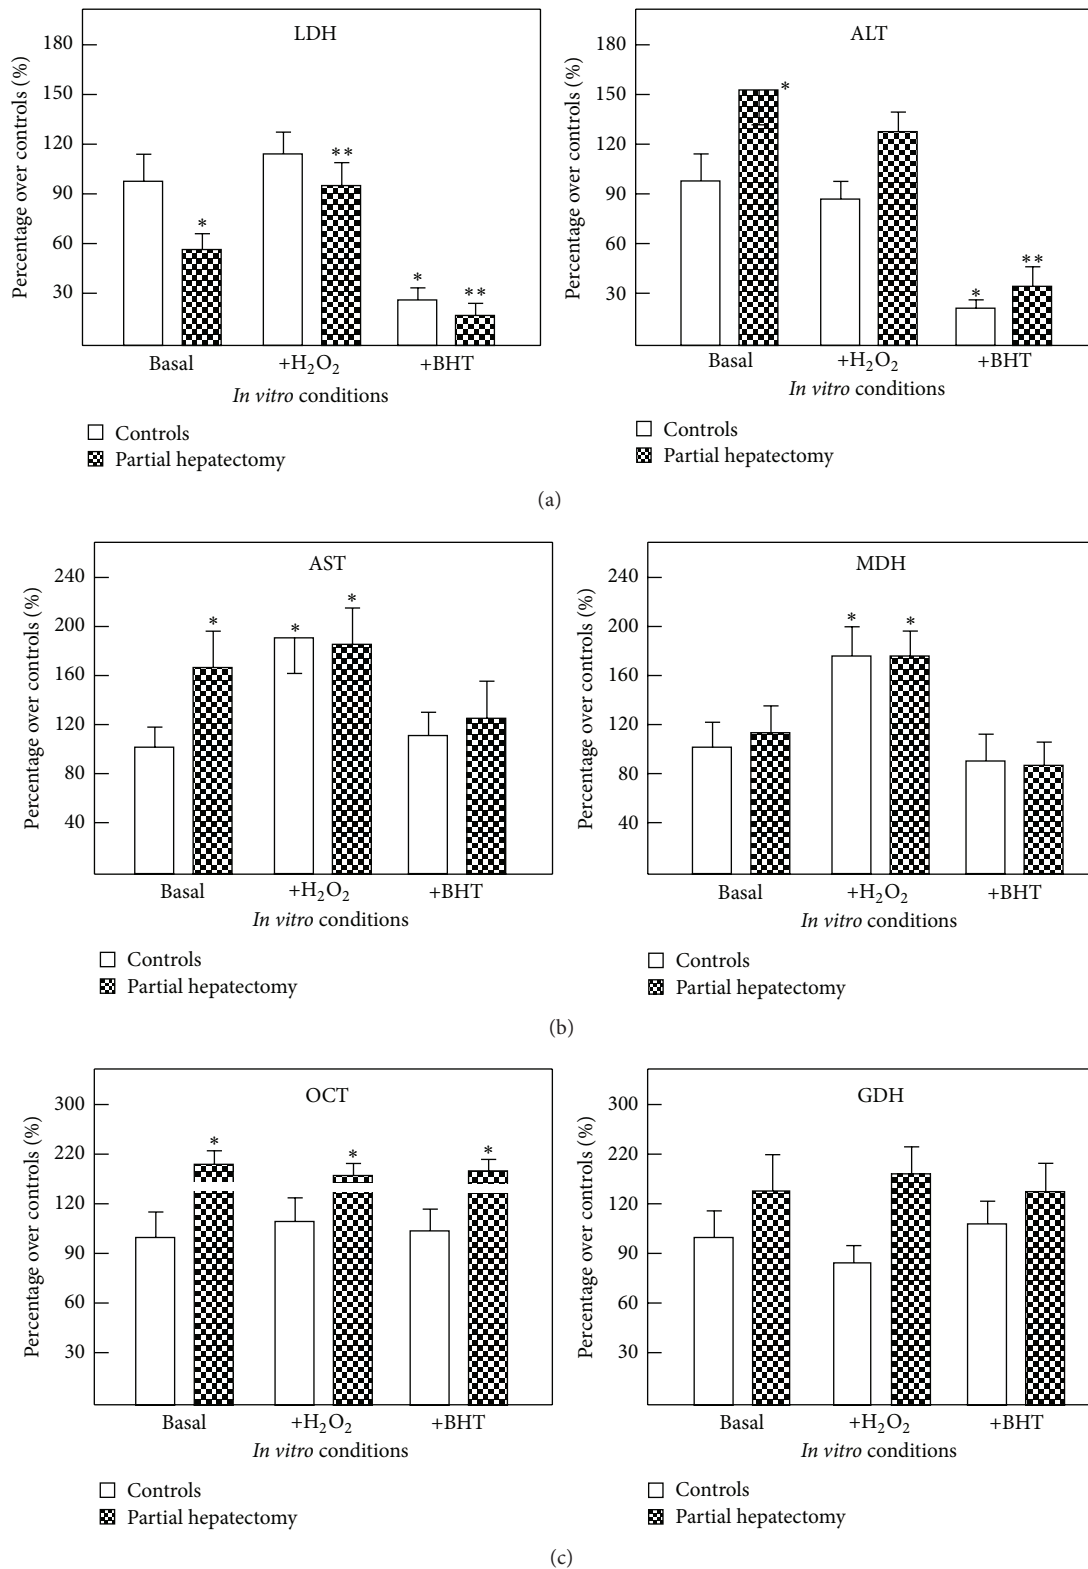 LDH
Percentage over controls (%)
180
150
120
90
60
30
*
**
*
**
Basal
+H₂O₂
+BHT
In vitro conditions
Controls
Partial hepatectomy
ALT
Percentage over controls (%)
180
150
120
90
60
30
*
*
**
Basal
+H₂O₂
+BHT
In vitro conditions
Controls
Partial hepatectomy
(a)
AST
Percentage over controls (%)
240
200
160
120
80
40
*
*
*
Basal
+H₂O₂
+BHT
In vitro conditions
Controls
Partial hepatectomy
MDH
Percentage over controls (%)
240
200
160
120
80
40
*
*
Basal
+H₂O₂
+BHT
In vitro conditions
Controls
Partial hepatectomy
(b)
OCT
Percentage over controls (%)
300
220
120
90
60
30
*
*
*
Basal
+H₂O₂
+BHT
In vitro conditions
Controls
Partial hepatectomy
GDH
Percentage over controls (%)
300
220
120
90
60
30
Basal
+H₂O₂
+BHT
In vitro conditions
Controls
Partial hepatectomy
(c)